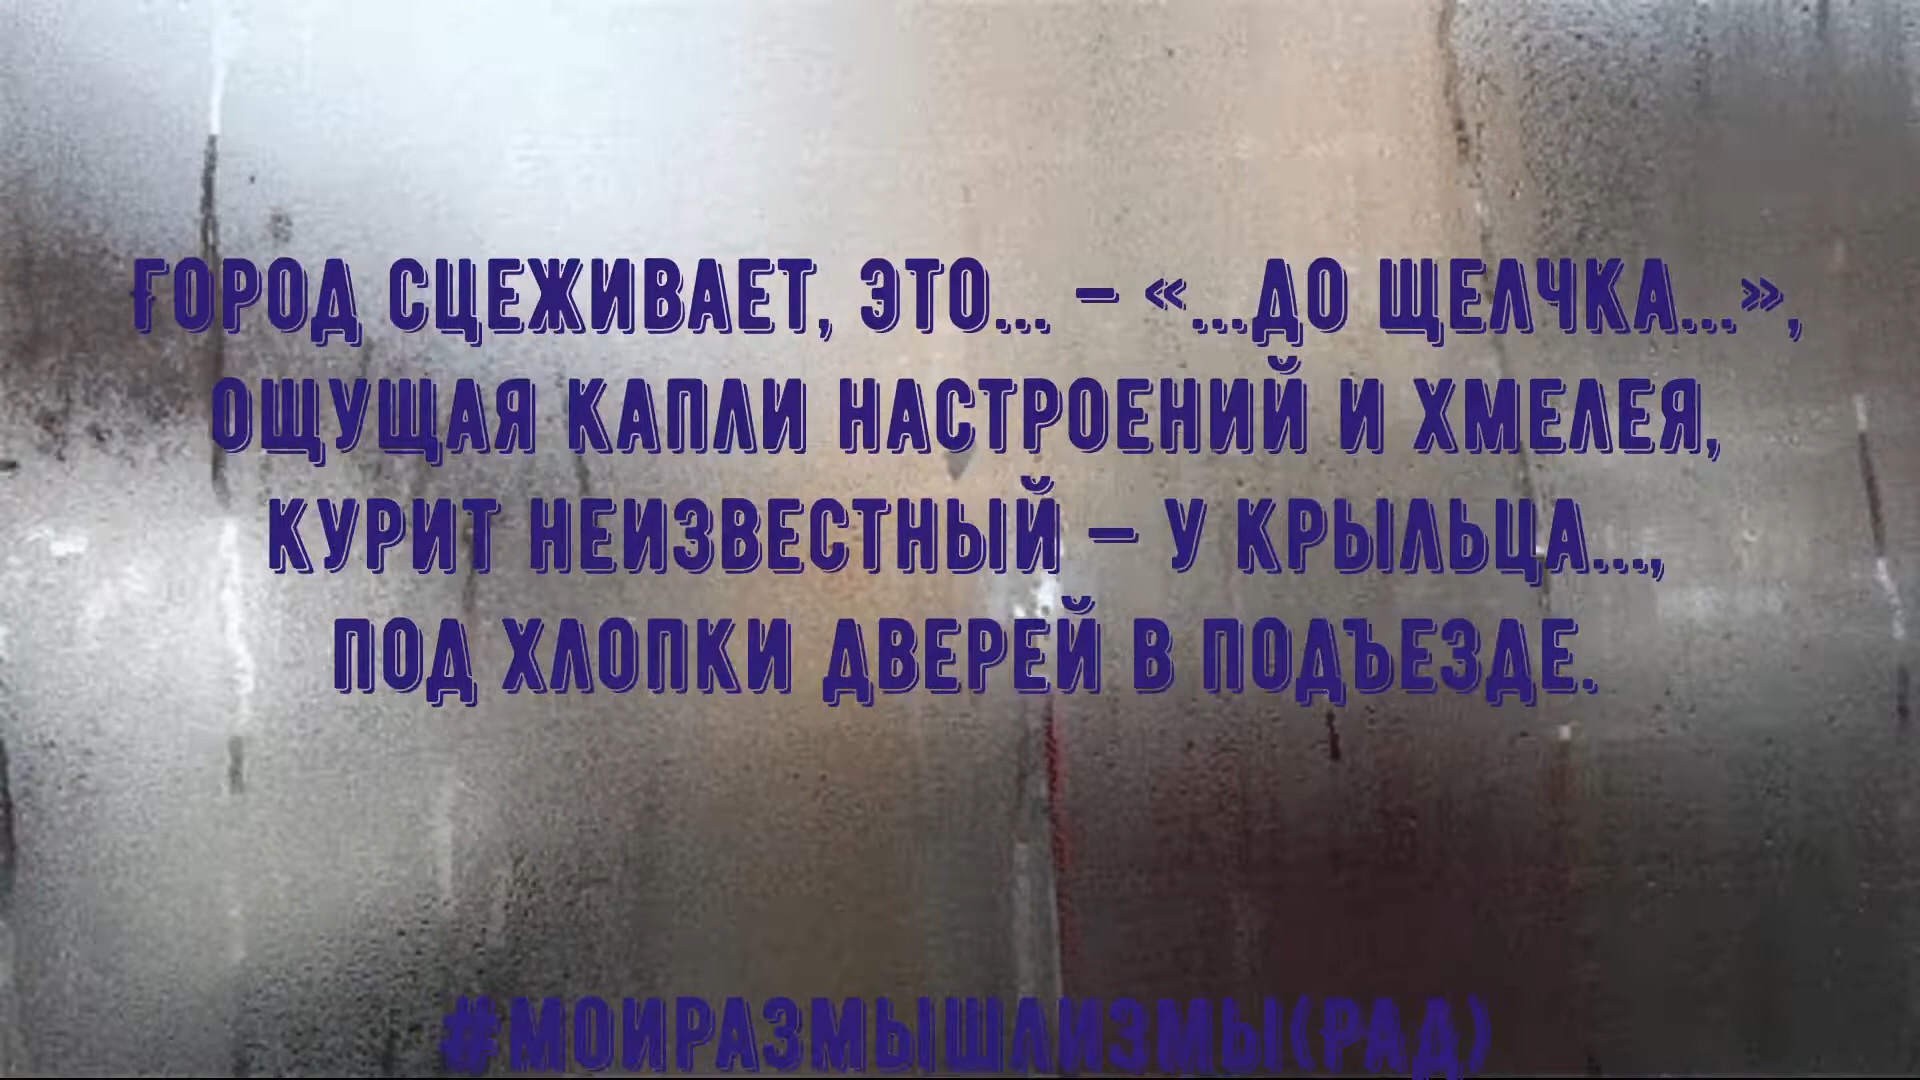 Город сцеживает, это... – «...до щелчка...»,
ощущая капли настроений и хмелея,
курит неизвестный – у крыльца...,
под хлопки дверей в подъезде.
#МОИРАЗМЫШЛИЗМЫ(РАД)